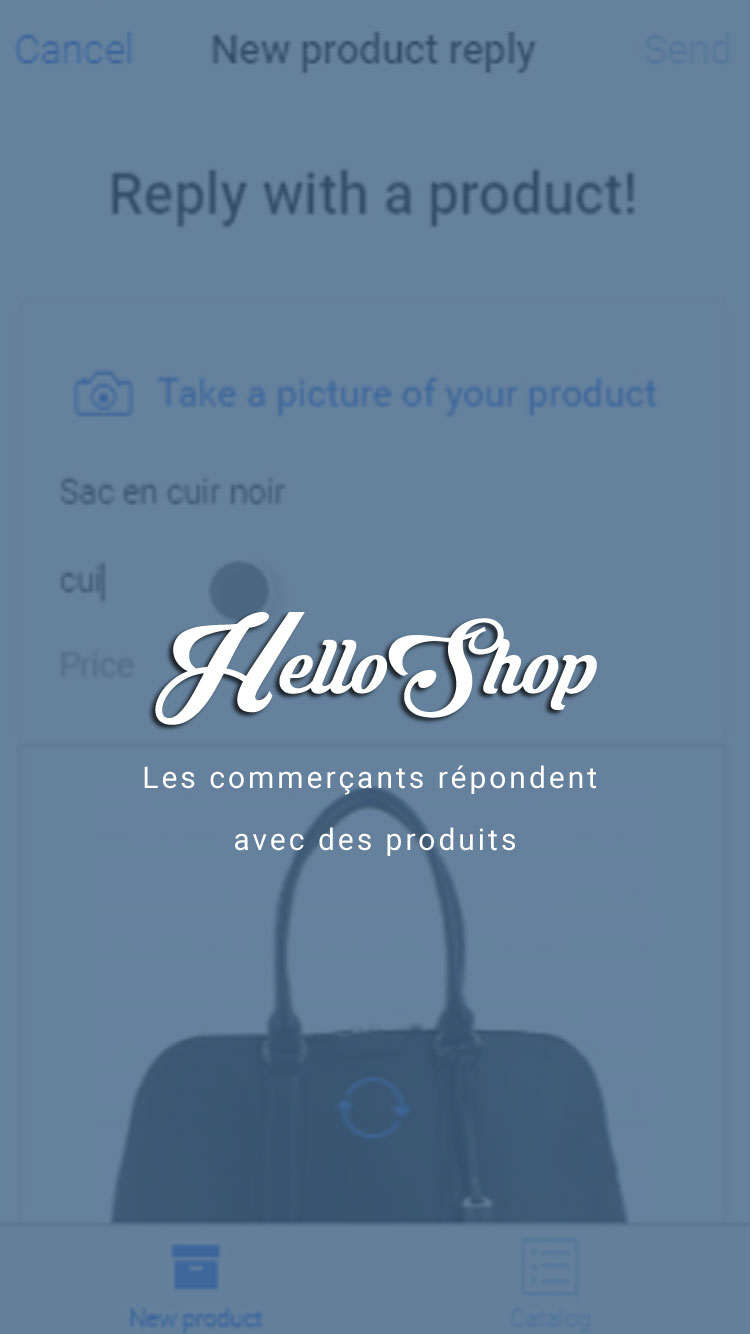 Cancel New product reply Send
Reply with a product!
Take a picture of your product
Sac en cuir noir
cui
Price
HelloShop
Les commerçants répondent
avec des produits
New product Catalog